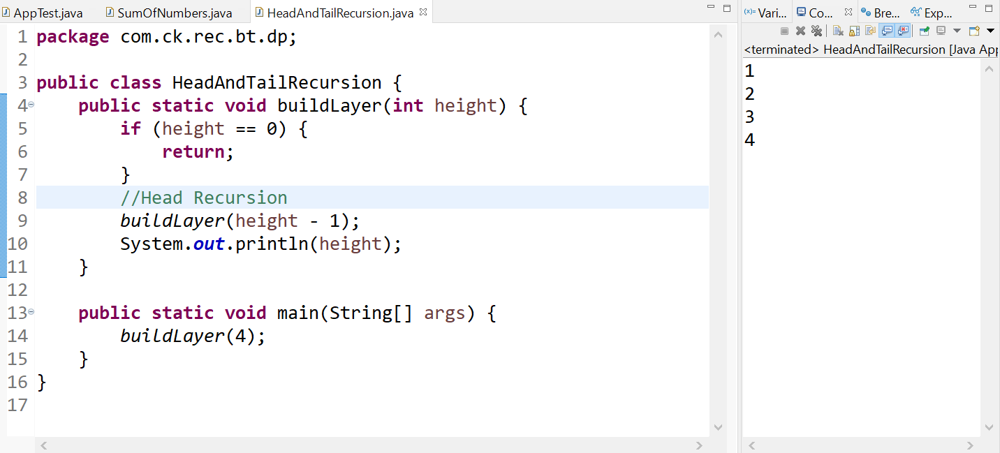 AppTest.java SumOfNumbers.java HeadAndTailRecursion.java
1 package com.ck.rec.bt.dp;
2
3 public class HeadAndTailRecursion {
4 public static void buildLayer(int height) {
5 if (height == 0) {
6 return;
7 }
8 //Head Recursion
9 buildLayer(height - 1);
10 System.out.println(height);
11 }
12
13 public static void main(String[] args) {
14 buildLayer(4);
15 }
16 }
17
(x)= Vari... Co... Bre... Exp...
<terminated> HeadAndTailRecursion [Java App
1
2
3
4